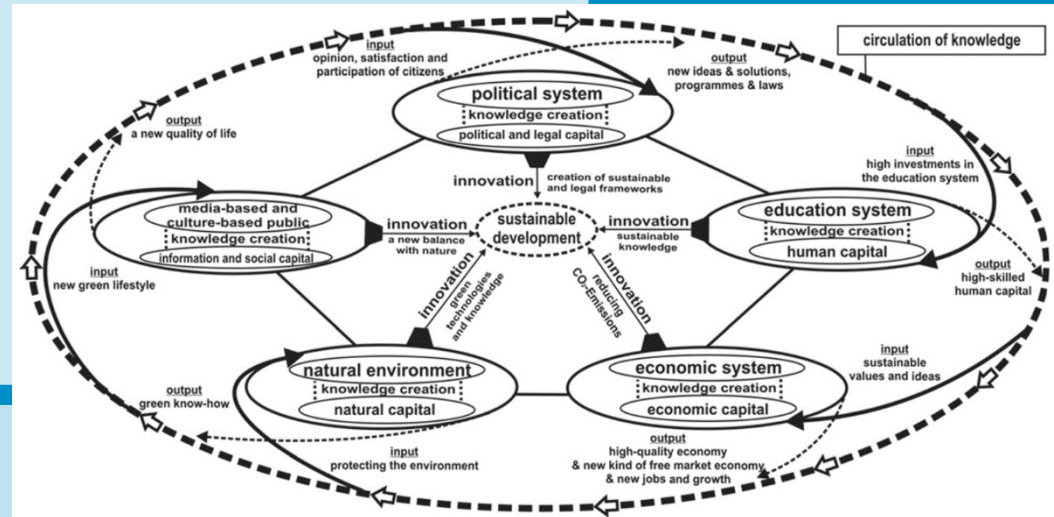 circulation of knowledge
input
opinion, satisfaction and
participation of citizens
output
new ideas & solutions,
programmes & laws
political system
knowledge creation
political and legal capital
innovation
creation of sustainable
and legal frameworks
input
high investments in
the education system
education system
knowledge creation
human capital
innovation
sustainable
knowledge
output
high-skilled
human capital
sustainable
development
output
a new quality of life
media-based and
culture-based public
knowledge creation
information and social capital
innovation
a new balance
with nature
input
new green lifestyle
innovation
green
technologies
and knowledge
innovation
reducing
CO₂-Emissions
natural environment
knowledge creation
natural capital
output
green know-how
input
protecting the environment
economic system
knowledge creation
economic capital
input
sustainable
values and ideas
output
high-quality economy
& new kind of free market economy
& new jobs and growth